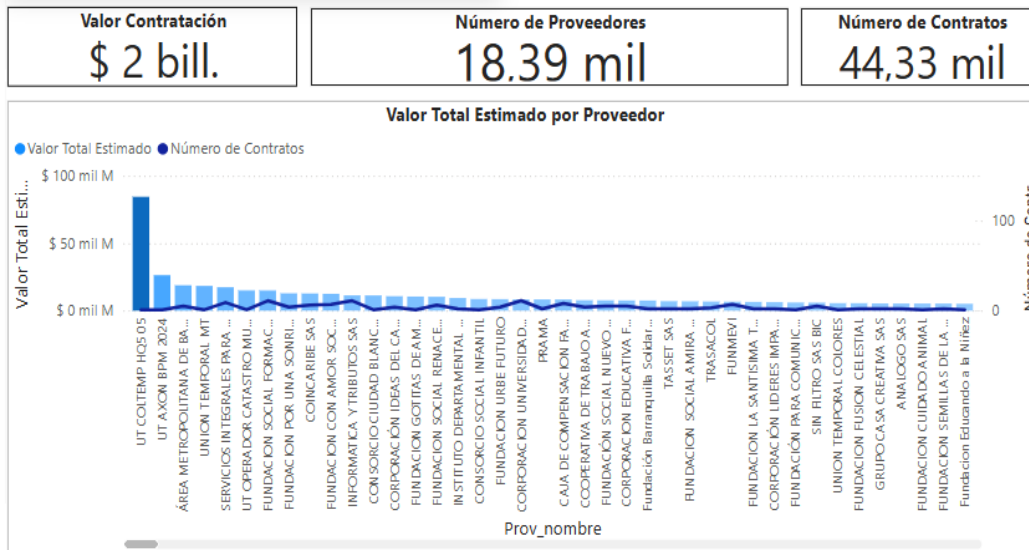 Valor Contratación
$ 2 bill.
Número de Proveedores
18,39 mil
Número de Contratos
44,33 mil
Valor Total Estimado por Proveedor
Valor Total Estimado
Número de Contratos
Valor Total Esti...
$ 100 mil M
$ 50 mil M
$ 0 mil M
100
0
UT COLTEMP HQ5 05
UT AXON BPM 2024
ÁREA METROPOLITANA DE BA...
UNION TEMPORAL MT
SERVICIOS INTEGRALES PARA ...
UT OPERADOR CATASTRO MU...
FUNDACION SOCIAL FORMAC...
FUNDACION POR UNA SONRI...
COINCARIBE SAS
FUNDACION CON AMOR SOC...
INFORMATICA Y TRIBUTOS SAS
CONSORCIO CIUDAD BLANC...
CORPORACIÓN IDEAS DEL CA...
FUNDACION GOTITAS DE AM...
FUNDACION SOCIAL RENACE...
INSTITUTO DEPARTAMENTAL ...
CONSORCIO SOCIAL INFANTIL
FUNDACION URBE FUTURO
CORPORACION UNIVERSIDAD...
PRAMA
CAJA DE COMPENSACION FA...
COOPERATIVA DE TRABAJO A...
FUNDACIÓN SOCIAL NUEVO ...
CORPORACION EDUCATIVA F...
Fundación Barranquilla Solidar...
TASSET SAS
FUNDACION SOCIAL AMIRA ...
TRASACOL
FUNMEVI
FUNDACION LA SANTISIMA T...
CORPORACIÓN LIDERES IMPA...
FUNDACIÓN PARA COMUNIC...
SIN FILTRO SAS BIC
UNION TEMPORAL COLORES
FUNDACION FUSION CELESTIAL
GRUPO CASA CREATIVA SAS
ANALOGO SAS
FUNDACION CUIDADO ANIMAL
FUNDACION SEMILLAS DE LA ...
Fundacion Educando a la Niñez
Prov_nombre